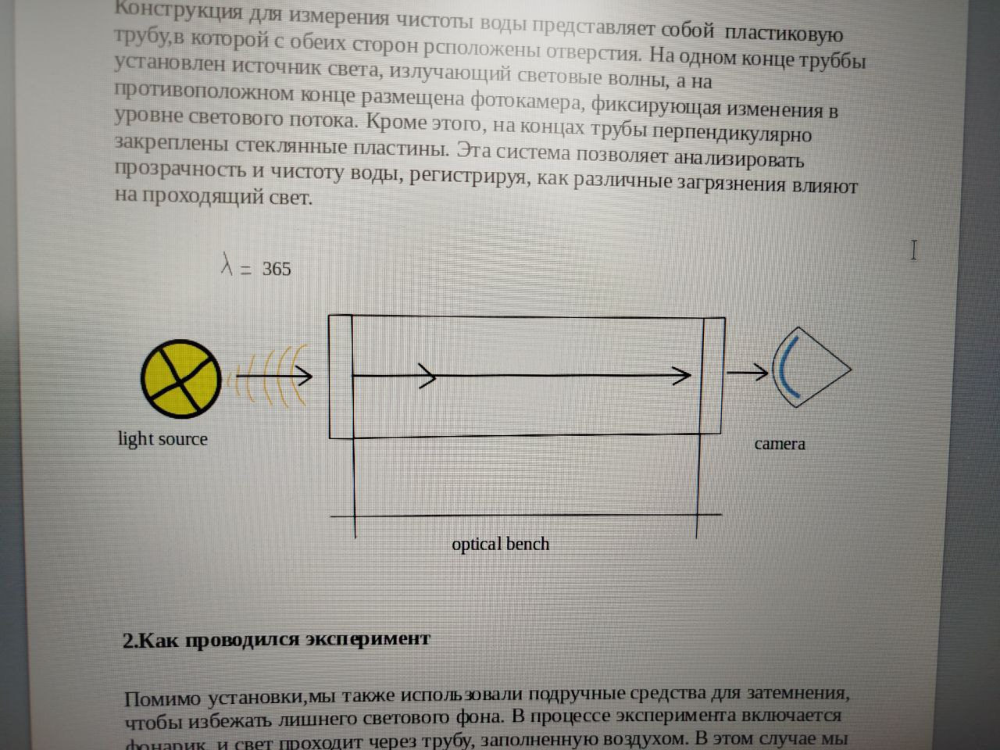 Конструкция для измерения чистоты воды представляет собой пластиковую
трубу,в которой с обеих сторон рсположены отверстия. На одном конце труббы
установлен источник света, излучающий световые волны, а на
противоположном конце размещена фотокамера, фиксирующая изменения в
уровне светового потока. Кроме этого, на концах трубы перпендикулярно
закреплены стеклянные пластины. Эта система позволяет анализировать
прозрачность и чистоту воды, регистрируя, как различные загрязнения влияют
на проходящий свет.
λ = 365
light source
camera
optical bench
2.Как проводился эксперимент
Помимо установки,мы также использовали подручные средства для затемнения,
чтобы избежать лишнего светового фона. В процессе эксперимента включается
фонарик, и свет проходит через трубу, заполненную воздухом. В этом случае мы